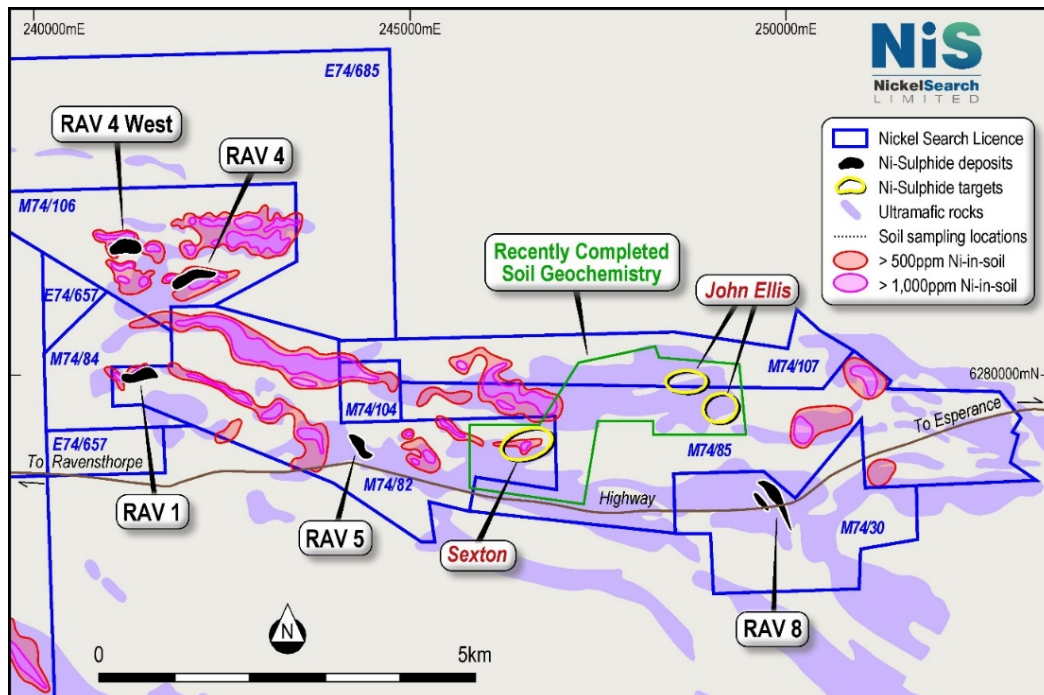 240000mE
245000mE
250000mE
NiS
NickelSearch
LIMITED
E74/685
RAV 4 West
RAV 4
Nickel Search Licence
Ni-Sulphide deposits
Ni-Sulphide targets
Ultramafic rocks
Soil sampling locations
> 500ppm Ni-in-soil
> 1,000ppm Ni-in-soil
M74/106
Recently Completed
Soil Geochemistry
John Ellis
E74/657
M74/84
M74/107
6280000mN
M74/104
To Esperance
E74/657
M74/85
To Ravensthorpe
M74/82
Highway
RAV 1
RAV 5
Sexton
M74/30
RAV 8
N
0
5km